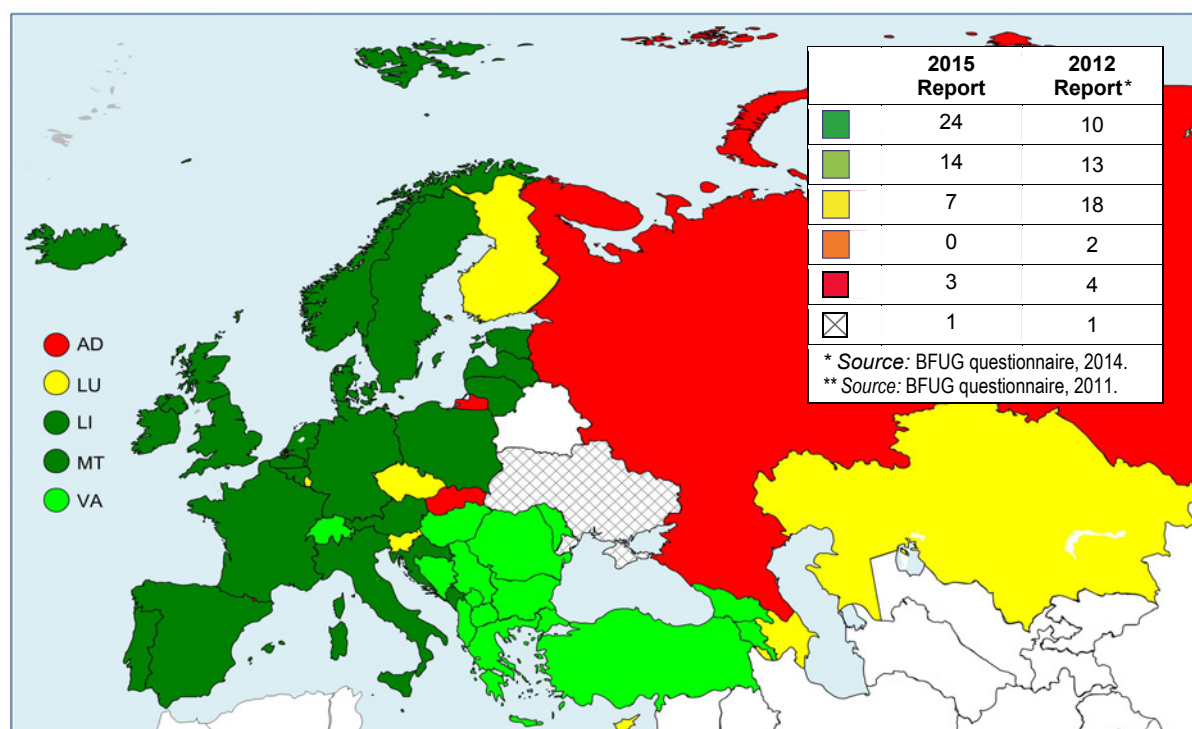 2015 Report
2012 Report*
24 10
14 13
7 18
0 2
3 4
1 1
* Source: BFUG questionnaire, 2014.
** Source: BFUG questionnaire, 2011.
AD
LU
LI
MT
VA